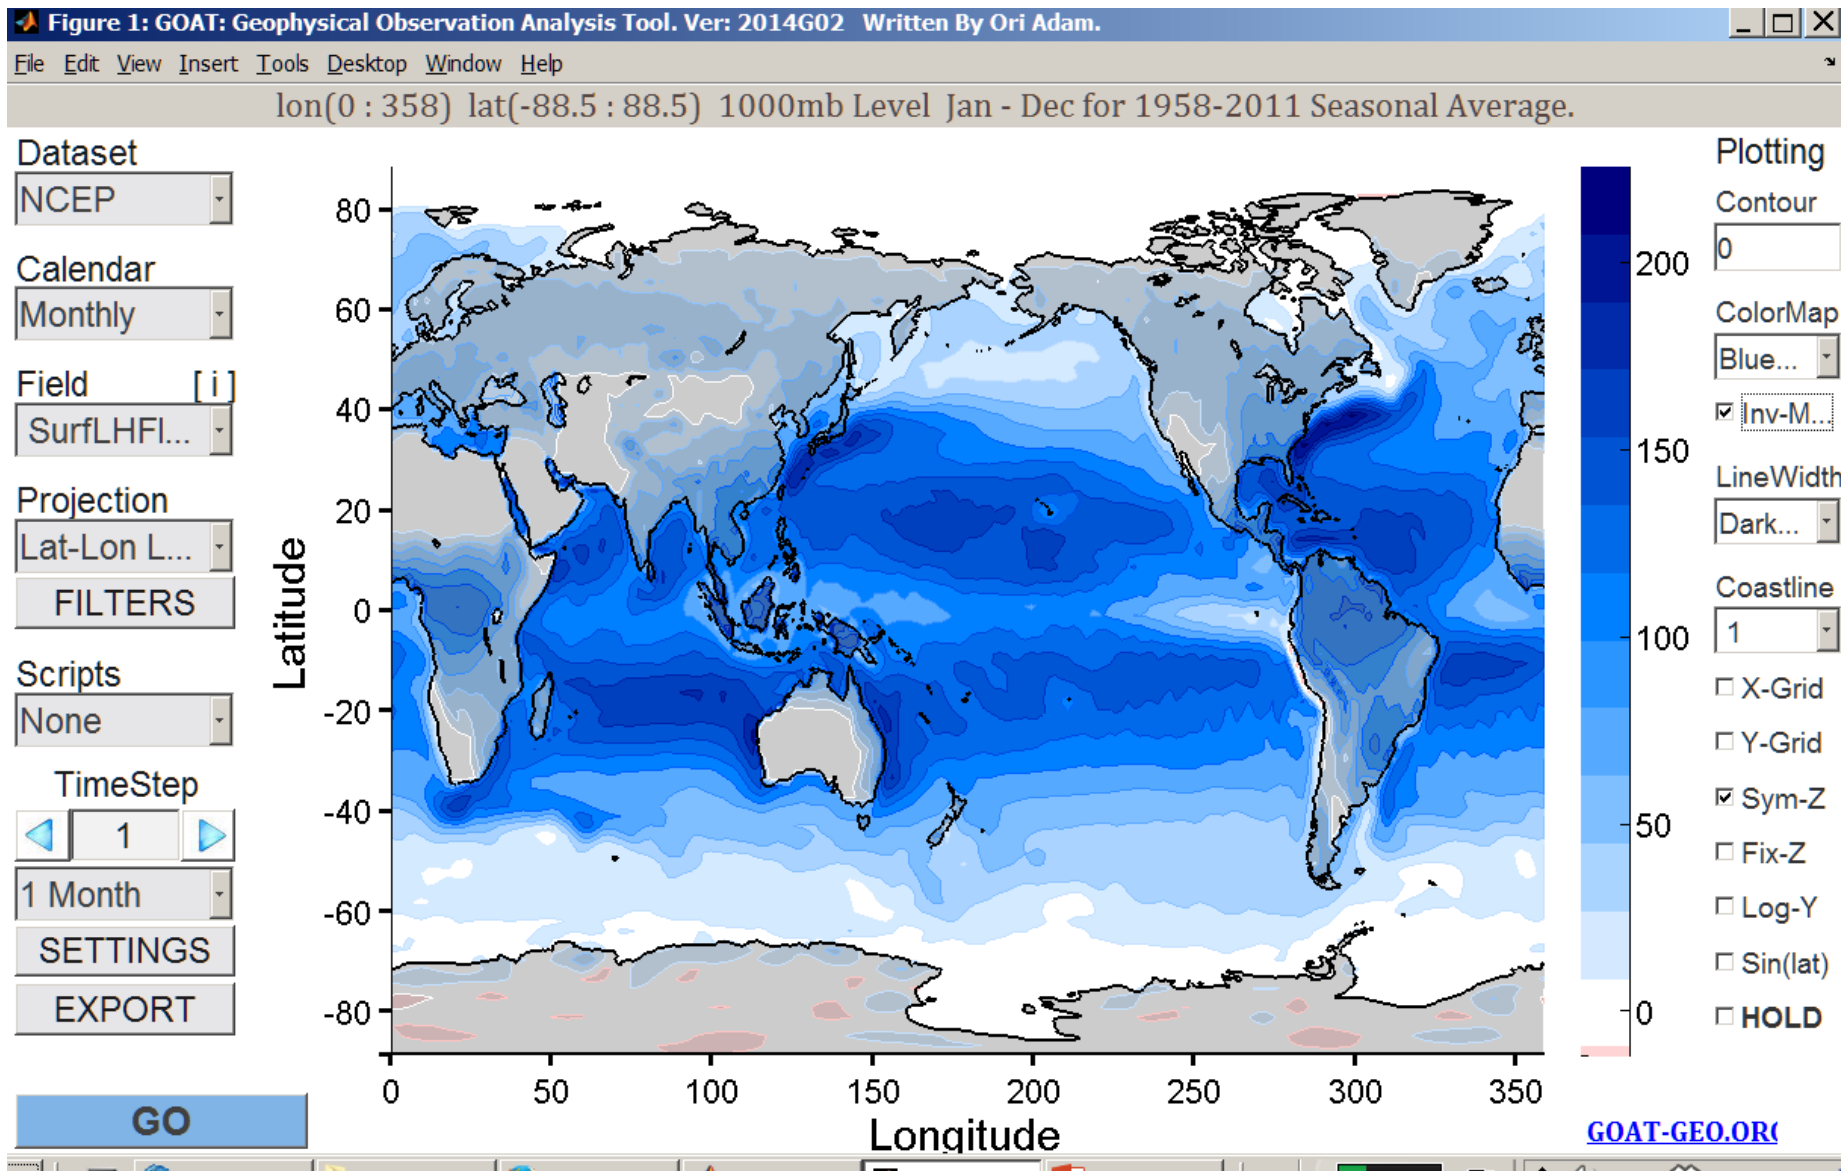 Figure 1: GOAT: Geophysical Observation Analysis Tool. Ver: 2014G02 Written By Ori Adam.
File Edit View Insert Tools Desktop Window Help
lon(0 : 358) lat(-88.5 : 88.5) 1000mb Level Jan - Dec for 1958-2011 Seasonal Average.
Dataset
NCEP
Calendar
Monthly
Field [ i ]
SurfLHFl...
Projection
Lat-Lon L...
FILTERS
Scripts
None
TimeStep
1
1 Month
SETTINGS
EXPORT
GO
Latitude
80
60
40
20
0
-20
-40
-60
-80
0 50 100 150 200 250 300 350
Longitude
200
150
100
50
0
Plotting
Contour
0
ColorMap
Blue...
Inv-M...
LineWidth
Dark...
Coastline
1
X-Grid
Y-Grid
Sym-Z
Fix-Z
Log-Y
Sin(lat)
HOLD
GOAT-GEO.OR